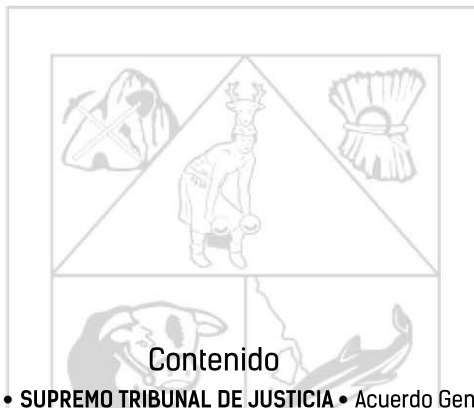 Contenido
• SUPREMO TRIBUNAL DE JUSTICIA • Acuerdo Gen